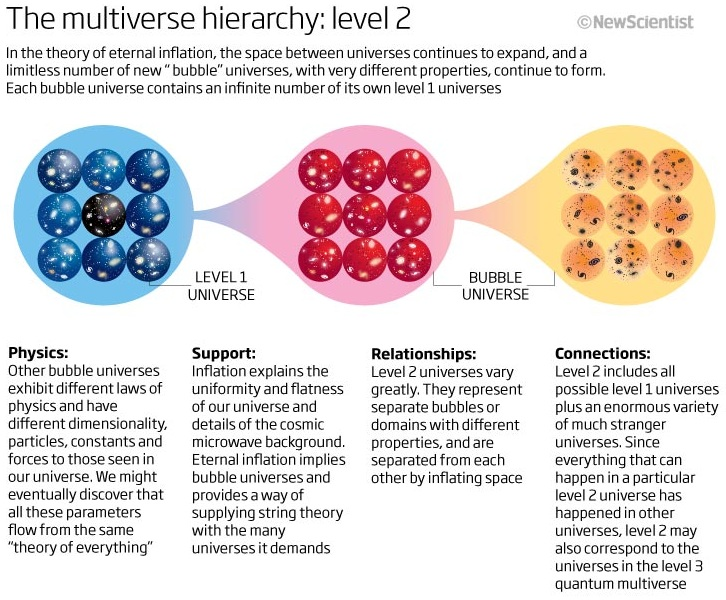 The multiverse hierarchy: level 2
©NewScientist
In the theory of eternal inflation, the space between universes continues to expand, and a
limitless number of new “ bubble” universes, with very different properties, continue to form.
Each bubble universe contains an infinite number of its own level 1 universes
LEVEL 1
UNIVERSE
BUBBLE
UNIVERSE
Physics:
Other bubble universes
exhibit different laws of
physics and have
different dimensionality,
particles, constants and
forces to those seen in
our universe. We might
eventually discover that
all these parameters
flow from the same
“theory of everything”
Support:
Inflation explains the
uniformity and flatness
of our universe and
details of the cosmic
microwave background.
Eternal inflation implies
bubble universes and
provides a way of
supplying string theory
with the many
universes it demands
Relationships:
Level 2 universes vary
greatly. They represent
separate bubbles or
domains with different
properties, and are
separated from each
other by inflating space
Connections:
Level 2 includes all
possible level 1 universes
plus an enormous variety
of much stranger
universes. Since
everything that can
happen in a particular
level 2 universe has
happened in other
universes, level 2 may
also correspond to the
universes in the level 3
quantum multiverse